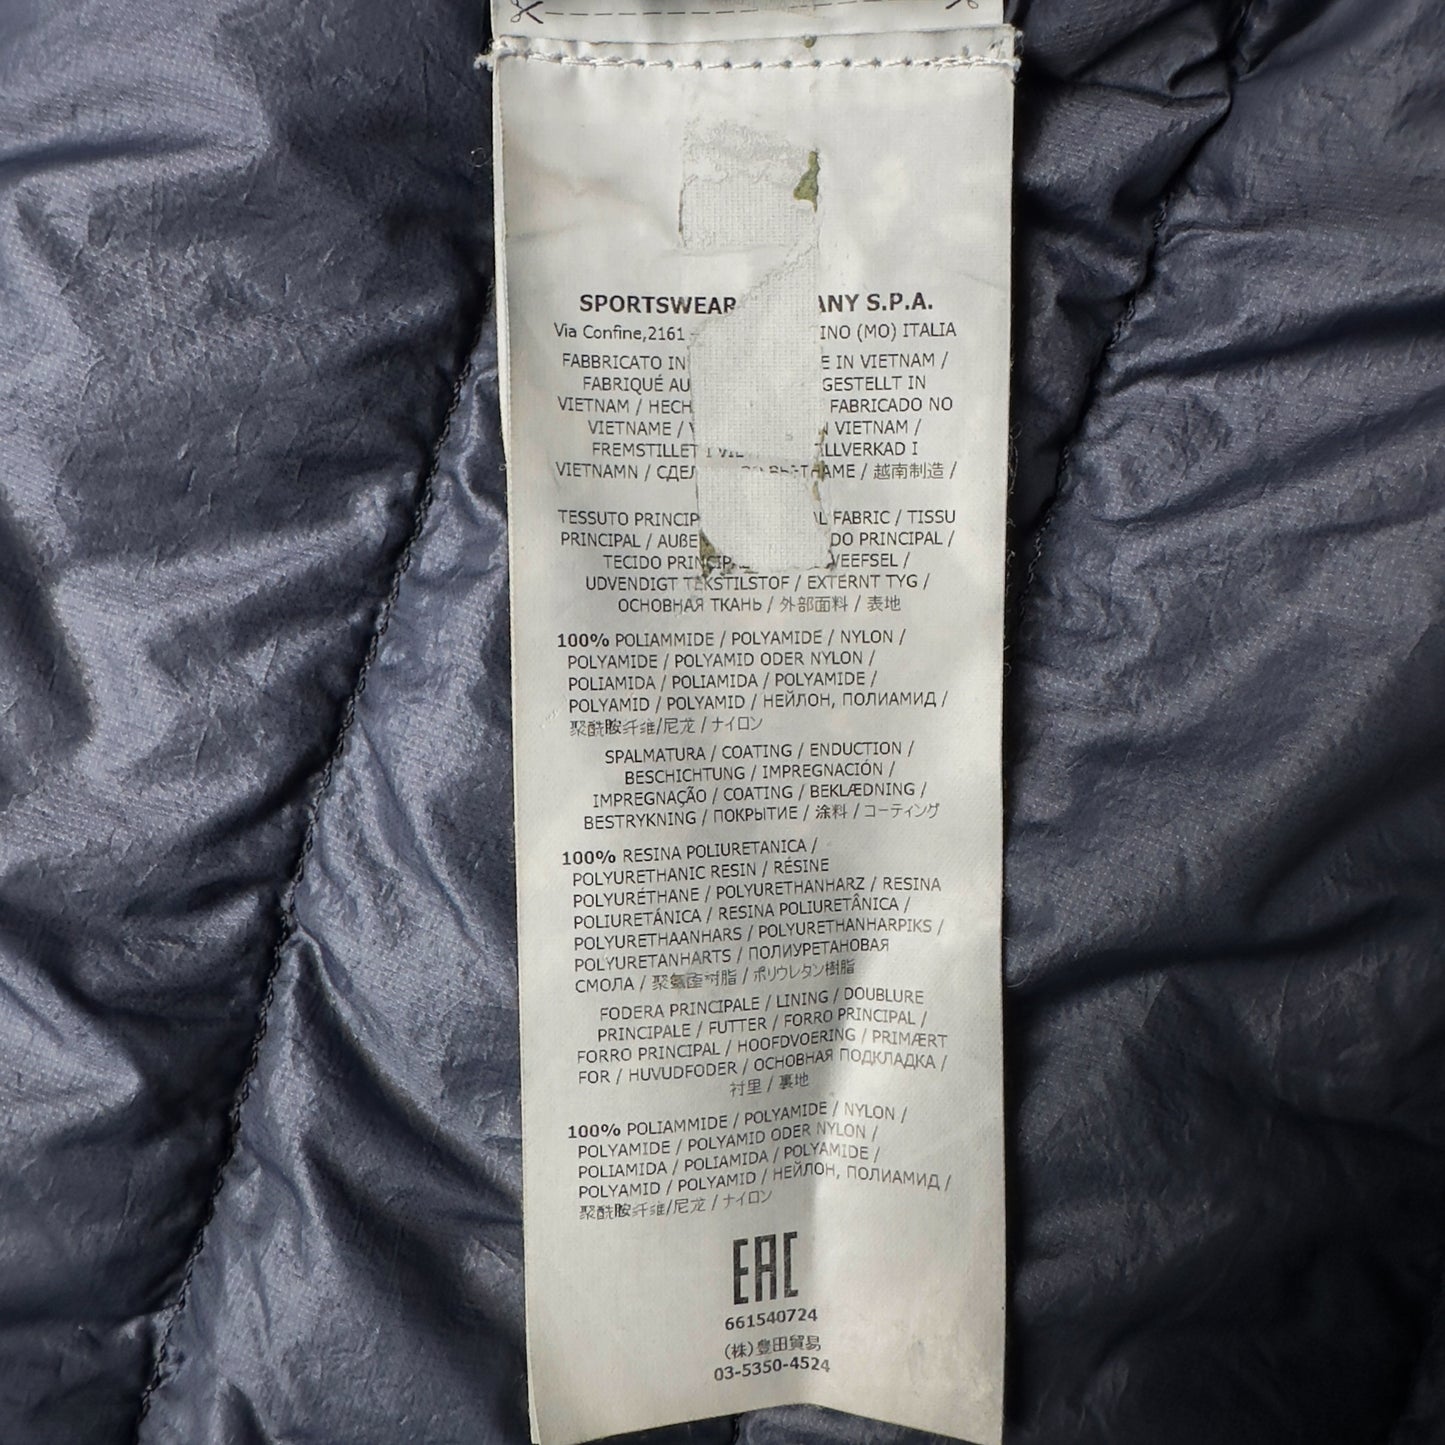 SPORTSWEAR ANY S.P.A.
Via Confine,2161 - INO (MO) ITALIA
FABBRICATO IN E IN VIETNAM /
FABRIQUÉ AU GESTELLT IN
VIETNAM / HECH FABRICADO NO
VIETNAME / N VIETNAM /
FREMSTILLET I ILLVERKAD I
VIETNAMN / СДЕЛ ВЬЕТНАМЕ / 越南制造 /
TESSUTO PRINCIP AL FABRIC / TISSU
PRINCIPAL / AUßE DO PRINCIPAL /
TECIDO PRINCIP VEEFSEL /
UDVENDIGT TEKSTILSTOF / EXTERNT TYG /
ОСНОВНАЯ ТКАНЬ / 外部面料 / 表地
100% POLIAMMIDE / POLYAMIDE / NYLON /
POLYAMIDE / POLYAMID ODER NYLON /
POLIAMIDA / POLIAMIDA / POLYAMIDE /
POLYAMID / POLYAMID / НЕЙЛОН, ПОЛИАМИД /
聚酰胺纤维/尼龙 / ナイロン
SPALMATURA / COATING / ENDUCTION /
BESCHICHTUNG / IMPREGNACIÓN /
IMPREGNAÇÃO / COATING / BEKLÆDNING /
BESTRYKNING / ПОКРЫТИЕ / 涂料 / コーティング
100% RESINA POLIURETANICA /
POLYURETHANIC RESIN / RÉSINE
POLYURÉTHANE / POLYURETHANHARZ / RESINA
POLIURETÁNICA / RESINA POLIURETÂNICA /
POLYURETHAANHARS / POLYURETHANHARPIKS /
POLYURETANHARTS / ПОЛИУРЕТАНОВАЯ
СМОЛА / 聚氨酯树脂 / ポリウレタン樹脂
FODERA PRINCIPALE / LINING / DOUBLURE
PRINCIPALE / FUTTER / FORRO PRINCIPAL /
FORRO PRINCIPAL / HOOFDVOERING / PRIMÆRT
FOR / HUVUDFODER / ОСНОВНАЯ ПОДКЛАДКА /
衬里 / 裏地
100% POLIAMMIDE / POLYAMIDE / NYLON /
POLYAMIDE / POLYAMID ODER NYLON /
POLIAMIDA / POLIAMIDA / POLYAMIDE /
POLYAMID / POLYAMID / НЕЙЛОН, ПОЛИАМИД /
聚酰胺纤维/尼龙 / ナイロン
EAC
661540724
(株)豊田貿易
03-5350-4524